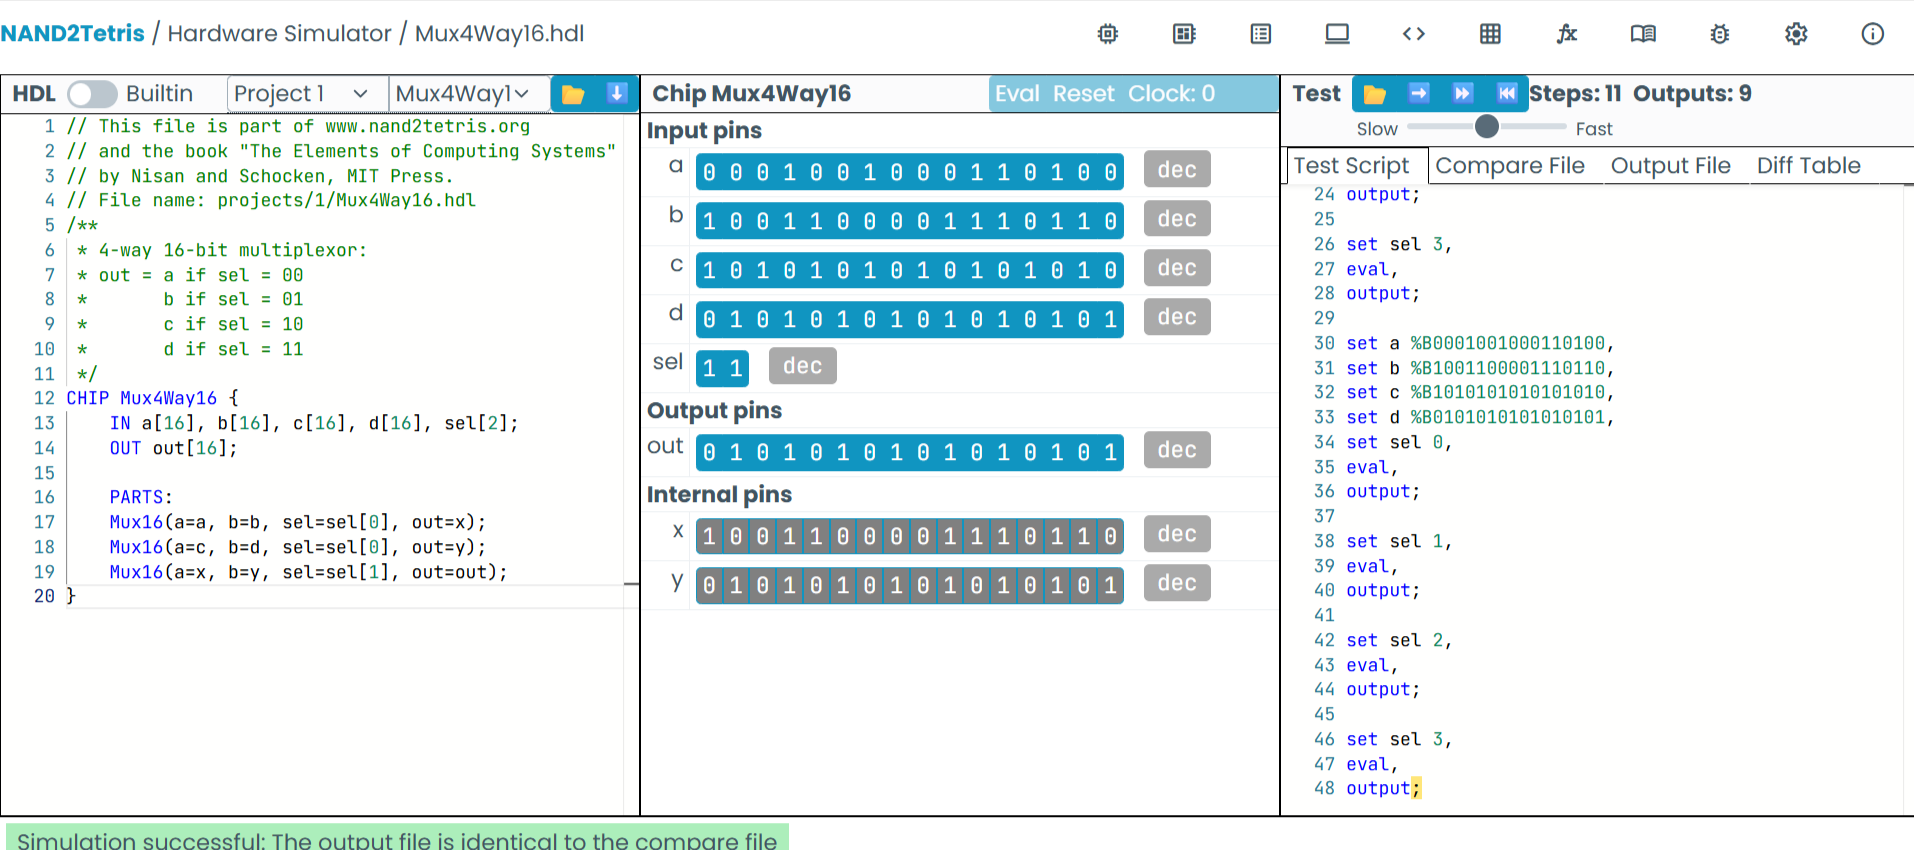 NAND2Tetris / Hardware Simulator / Mux4Way16.hdl
HDL Builtin Project 1 Mux4Way1
1 // This file is part of www.nand2tetris.org
2 // and the book "The Elements of Computing Systems"
3 // by Nisan and Schocken, MIT Press.
4 // File name: projects/1/Mux4Way16.hdl
5 /**
6 * 4-way 16-bit multiplexor:
7 * out = a if sel = 00
8 * b if sel = 01
9 * c if sel = 10
10 * d if sel = 11
11 */
12 CHIP Mux4Way16 {
13 IN a[16], b[16], c[16], d[16], sel[2];
14 OUT out[16];
15
16 PARTS:
17 Mux16(a=a, b=b, sel=sel[0], out=x);
18 Mux16(a=c, b=d, sel=sel[0], out=y);
19 Mux16(a=x, b=y, sel=sel[1], out=out);
20 }
Chip Mux4Way16 Eval Reset Clock: 0
Input pins
a 0 0 0 1 0 0 1 0 0 0 1 1 0 1 0 0 dec
b 1 0 0 1 1 0 0 0 0 1 1 1 0 1 1 0 dec
c 1 0 1 0 1 0 1 0 1 0 1 0 1 0 1 0 dec
d 0 1 0 1 0 1 0 1 0 1 0 1 0 1 0 1 dec
sel 1 1 dec
Output pins
out 0 1 0 1 0 1 0 1 0 1 0 1 0 1 0 1 dec
Internal pins
x 1 0 0 1 1 0 0 0 0 1 1 1 0 1 1 0 dec
y 0 1 0 1 0 1 0 1 0 1 0 1 0 1 0 1 dec
Test Steps: 11 Outputs: 9
Slow Fast
Test Script Compare File Output File Diff Table
24 output;
25
26 set sel 3,
27 eval,
28 output;
29
30 set a %B0001001000110100,
31 set b %B1001100001110110,
32 set c %B1010101010101010,
33 set d %B0101010101010101,
34 set sel 0,
35 eval,
36 output;
37
38 set sel 1,
39 eval,
40 output;
41
42 set sel 2,
43 eval,
44 output;
45
46 set sel 3,
47 eval,
48 output;
Simulation successful: The output file is identical to the compare file